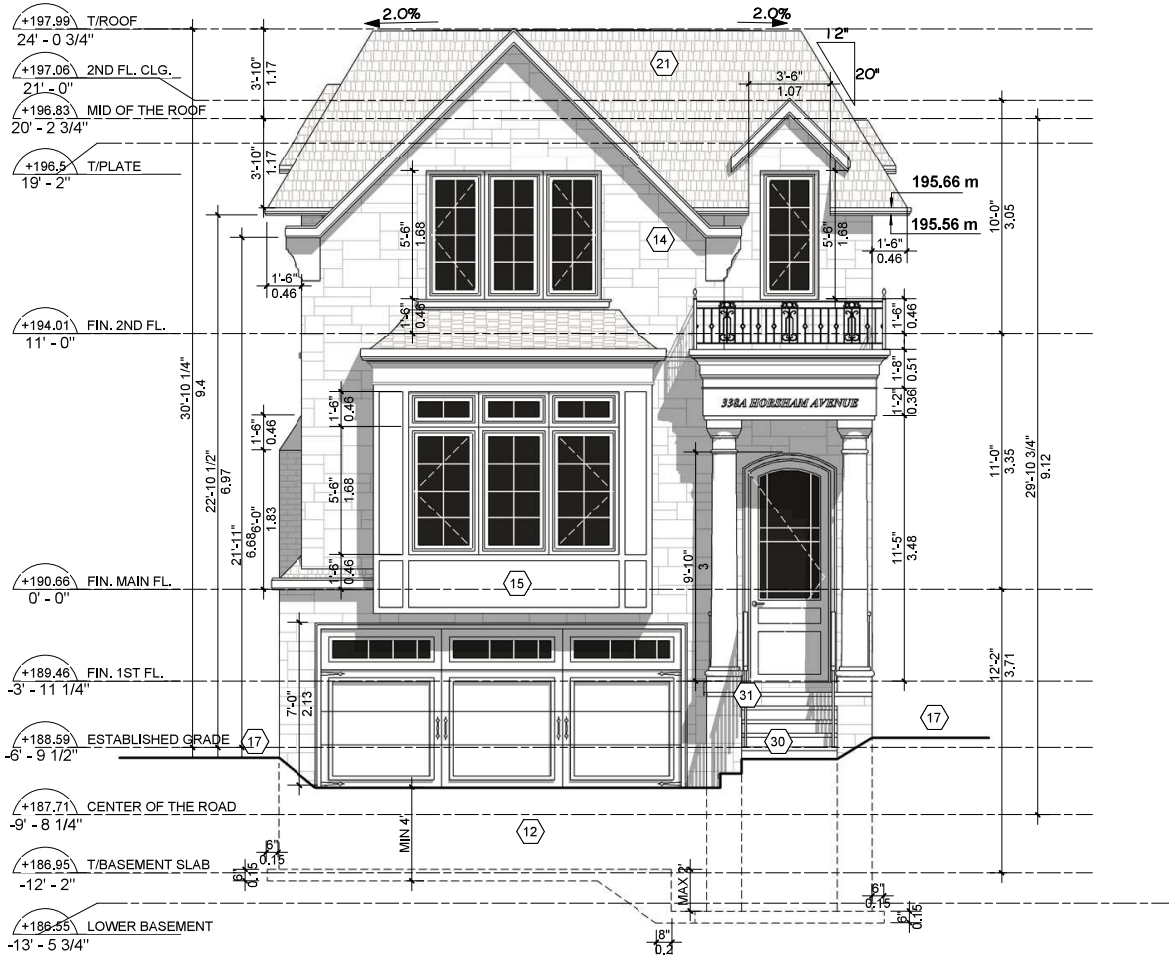 +197.99 T/ROOF
24' - 0 3/4"
+197.06 2ND FL. CLG.
21' - 0"
+196.83 MID OF THE ROOF
20' - 2 3/4"
+196.5 T/PLATE
19' - 2"
+194.01 FIN. 2ND FL.
11' - 0"
+190.66 FIN. MAIN FL.
0' - 0"
+189.46 FIN. 1ST FL.
-3' - 11 1/4"
+188.59 ESTABLISHED GRADE
-6' - 9 1/2"
+187.71 CENTER OF THE ROAD
-9' - 8 1/4"
+186.95 T/BASEMENT SLAB
-12' - 2"
+186.55 LOWER BASEMENT
-13' - 5 3/4"
2.0%
2.0%
12"
20"
21
3'-6"
1.07
3'-10"
1.17
3'-10"
1.17
195.66 m
195.56 m
10'-0"
3.05
5'-6"
1.68
14
5'-6"
1.68
1'-6"
0.46
1'-6"
0.46
1'-6"
0.46
1'-6"
0.46
1'-8"
0.51
1'-2"
0.36
338A HORSHAM AVENUE
30'-10 1/4"
9.4
22'-10 1/2"
6.97
21'-11"
6.68
1'-6"
0.46
6'-0"
1.83
1'-6"
0.46
5'-6"
1.68
1'-6"
0.46
15
9'-10"
3
11'-5"
3.48
11'-0"
3.35
29'-10 3/4"
9.12
12'-2"
3.71
7'-0"
2.13
31
30
17
17
12
MIN 4'
MAX 2'
6"
0.15
6"
0.15
8"
0.2
6"
0.15
6"
0.15